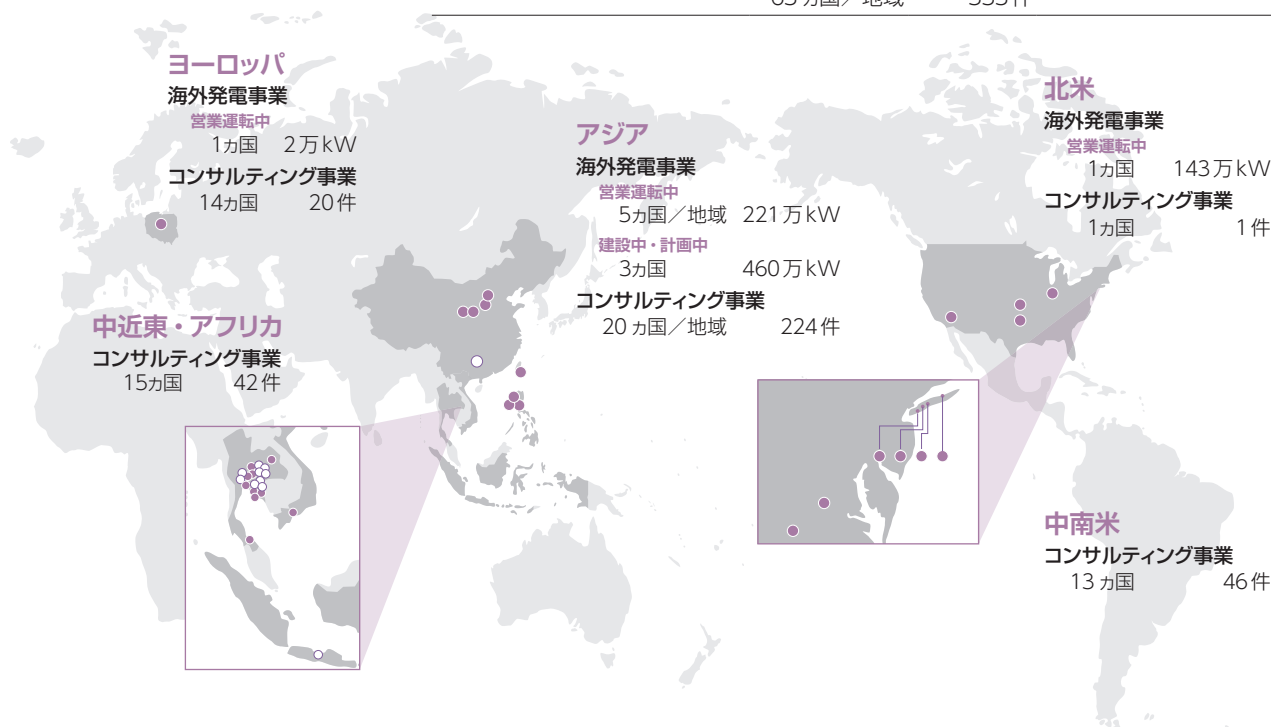 ヨーロッパ
海外発電事業
営業運転中
1ヵ国 2万kW
コンサルティング事業
14ヵ国 20件
アジア
海外発電事業
営業運転中
5ヵ国／地域 221万kW
建設中・計画中
3ヵ国 460万kW
コンサルティング事業
20ヵ国／地域 224件
北米
海外発電事業
営業運転中
1ヵ国 143万kW
コンサルティング事業
1ヵ国 1件
中近東・アフリカ
コンサルティング事業
15ヵ国 42件
中南米
コンサルティング事業
13ヵ国 46件